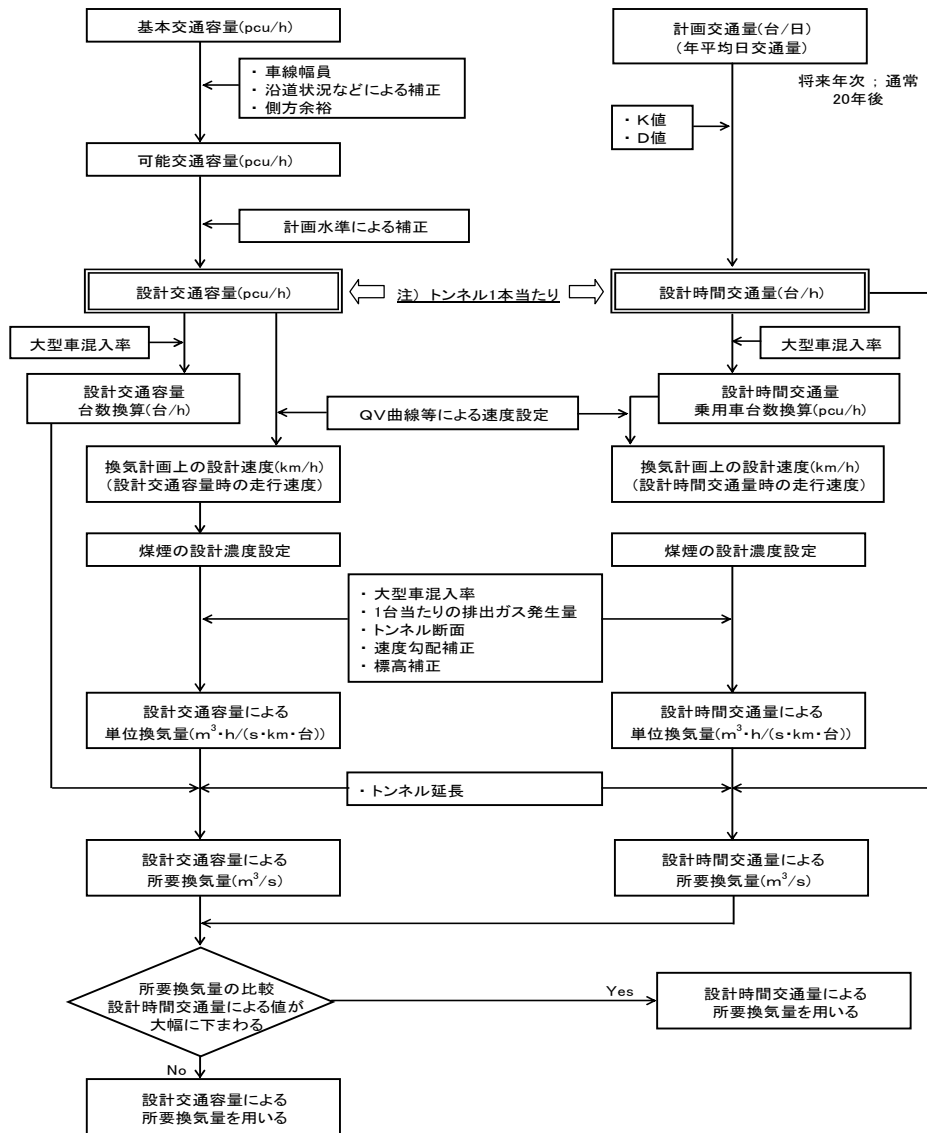 基本交通容量(pcu/h)
計画交通量(台/日)
(年平均日交通量)
将来年次 ; 通常
20年後
・ 車線幅員
・ 沿道状況などによる補正
・ 側方余裕
・ K値
・ D値
可能交通容量(pcu/h)
計画水準による補正
設計交通容量(pcu/h)
注) トンネル1本当たり
設計時間交通量(台/h)
大型車混入率
大型車混入率
設計交通容量
台数換算(台/h)
設計時間交通量
乗用車台数換算(pcu/h)
QV曲線等による速度設定
換気計画上の設計速度(km/h)
(設計交通容量時の走行速度)
換気計画上の設計速度(km/h)
(設計時間交通量時の走行速度)
煤煙の設計濃度設定
煤煙の設計濃度設定
・ 大型車混入率
・ 1台当たりの排出ガス発生量
・ トンネル断面
・ 速度勾配補正
・ 標高補正
設計交通容量による
単位換気量(m³・h/(s・km・台))
設計時間交通量による
単位換気量(m³・h/(s・km・台))
・ トンネル延長
設計交通容量による
所要換気量(m³/s)
設計時間交通量による
所要換気量(m³/s)
所要換気量の比較
設計時間交通量による値が
大幅に下まわる
Yes
設計時間交通量による
所要換気量を用いる
No
設計交通容量による
所要換気量を用いる